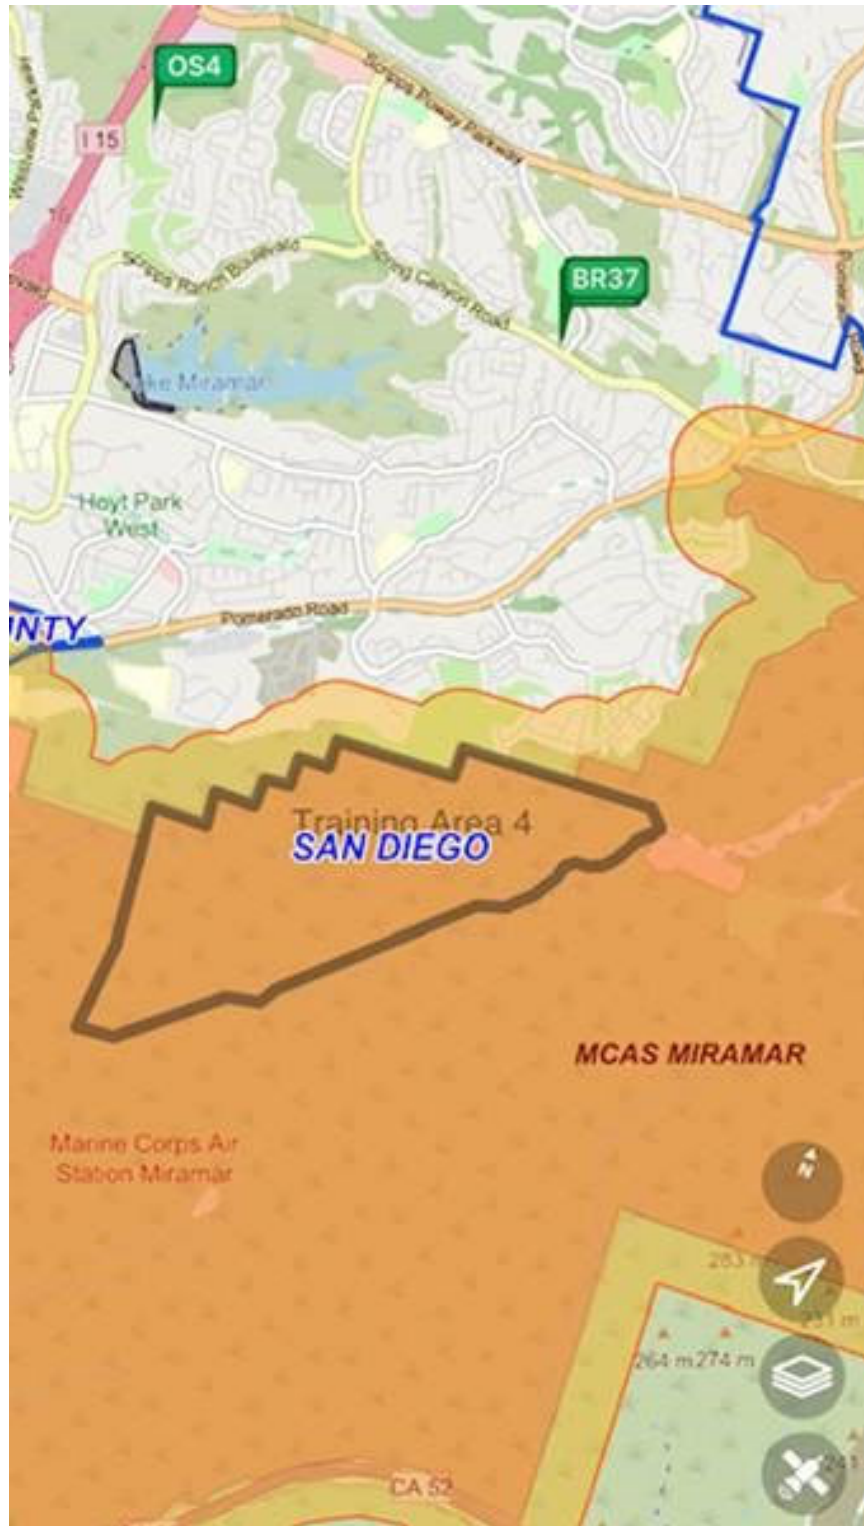 OS4
Scripps Poway Parkway
I 15
Scripps Ranch Boulevard
Spring Canyon Road
BR37
Lake Miramar
Hoyt Park
West
Pomerado Road
UNTY
Training Area 4
SAN DIEGO
MCAS MIRAMAR
Marine Corps Air
Station Miramar
N
264 m
274 m
CA 52